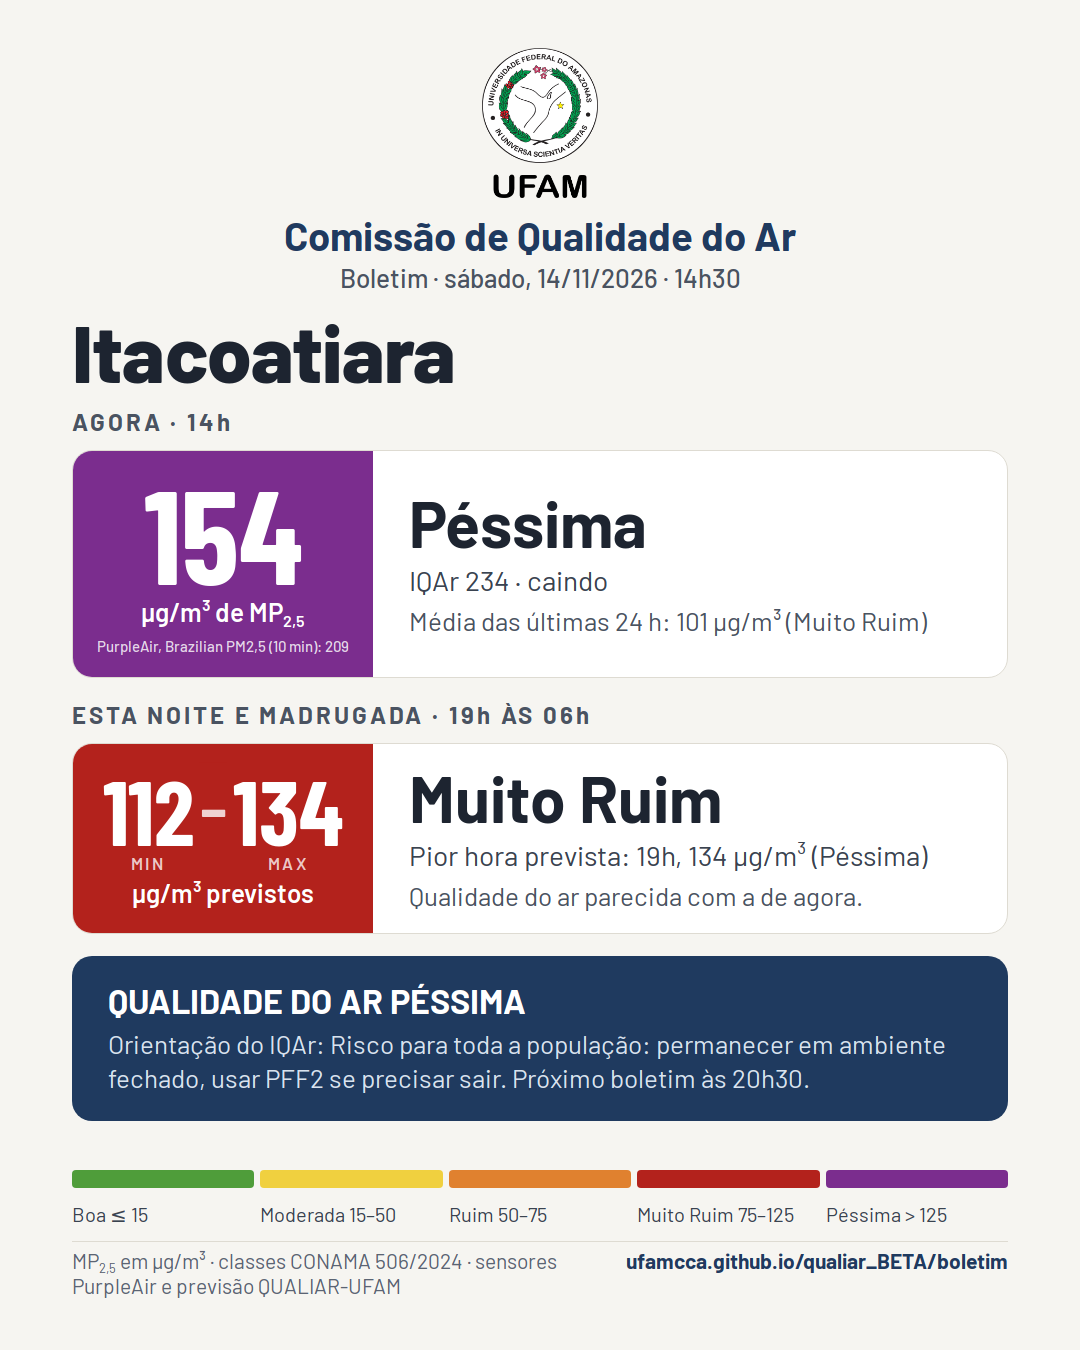 UNIVERSIDADE FEDERAL DO AMAZONAS
IN UNIVERSA SCIENTIA VERITAS
UFAM
Comissão de Qualidade do Ar
Boletim · sábado, 14/11/2026 · 14h30
Itacoatiara
AGORA · 14h
154
µg/m³ de MP2,5
PurpleAir, Brazilian PM2,5 (10 min): 209
Péssima
IQAr 234 · caindo
Média das últimas 24 h: 101 µg/m³ (Muito Ruim)
ESTA NOITE E MADRUGADA · 19h ÀS 06h
112 – 134
MIN MAX
µg/m³ previstos
Muito Ruim
Pior hora prevista: 19h, 134 µg/m³ (Péssima)
Qualidade do ar parecida com a de agora.
QUALIDADE DO AR PÉSSIMA
Orientação do IQAr: Risco para toda a população: permanecer em ambiente
fechado, usar PFF2 se precisar sair. Próximo boletim às 20h30.
Boa ≤ 15 Moderada 15–50 Ruim 50–75 Muito Ruim 75–125 Péssima > 125
MP2,5 em µg/m³ · classes CONAMA 506/2024 · sensores
PurpleAir e previsão QUALIAR-UFAM
ufamcca.github.io/qualiar_BETA/boletim